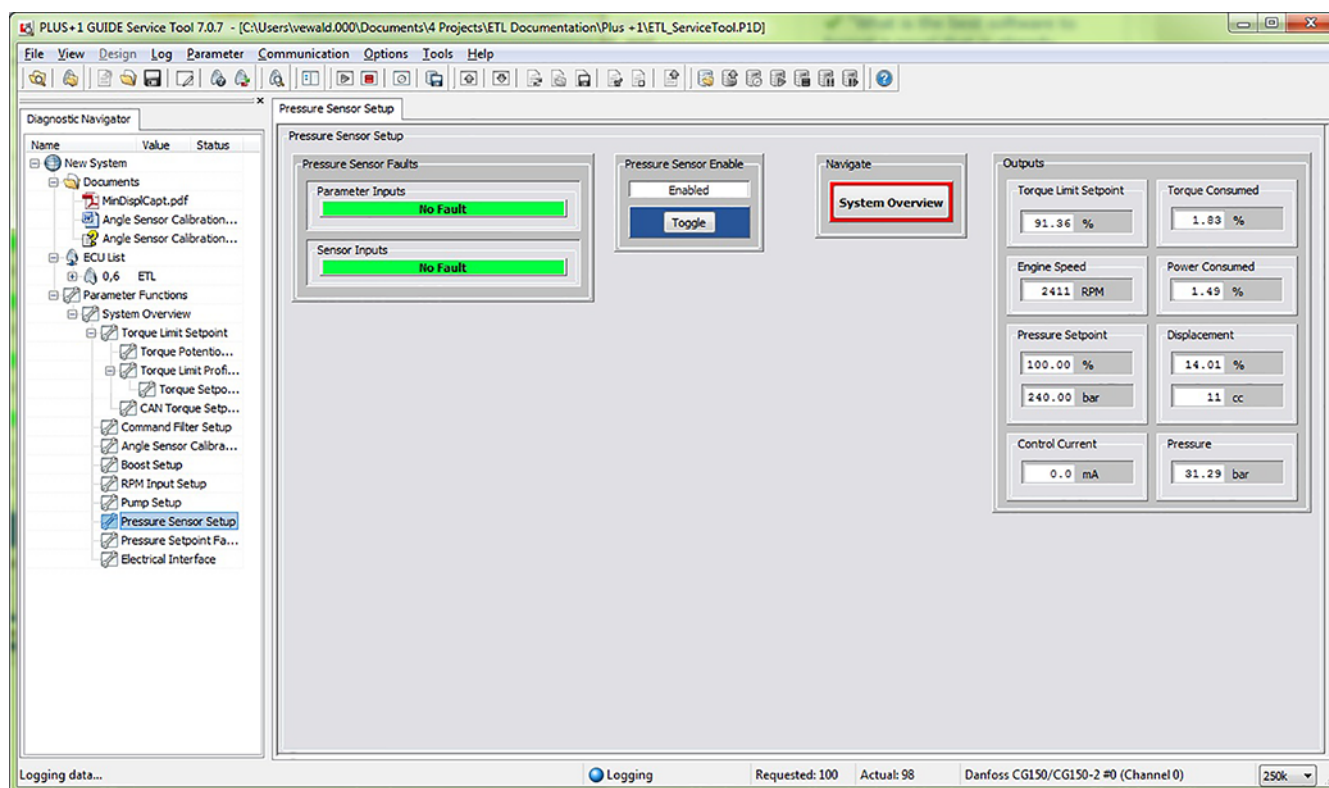 PLUS+1 GUIDE Service Tool 7.0.7 - [C:\Users\vewald.000\Documents\4 Projects\ETL Documentation\Plus +1\ETL_ServiceTool.P1D]
"What is the best software to
File View Design Log Parameter Communication Options Tools Help
Diagnostic Navigator
Name Value Status
New System
Documents
MinDisplCapt.pdf
Angle Sensor Calibration...
Angle Sensor Calibration...
ECU List
0,6 ETL
Parameter Functions
System Overview
Torque Limit Setpoint
Torque Potentio...
Torque Limit Profi...
Torque Setpo...
CAN Torque Setp...
Command Filter Setup
Angle Sensor Calibra...
Boost Setup
RPM Input Setup
Pump Setup
Pressure Sensor Setup
Pressure Setpoint Fa...
Electrical Interface
Pressure Sensor Setup
Pressure Sensor Setup
Pressure Sensor Faults
Parameter Inputs
No Fault
Sensor Inputs
No Fault
Pressure Sensor Enable
Enabled
Toggle
Navigate
System Overview
Outputs
Torque Limit Setpoint
91.36 %
Torque Consumed
1.83 %
Engine Speed
2411 RPM
Power Consumed
1.49 %
Pressure Setpoint
100.00 %
240.00 bar
Displacement
14.01 %
11 cc
Control Current
0.0 mA
Pressure
31.29 bar
Logging data...
Logging
Requested: 100
Actual: 98
Danfoss CG150/CG150-2 #0 (Channel 0)
250k